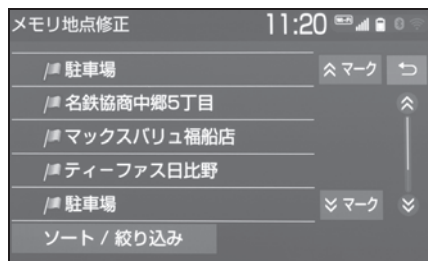 メモリ地点修正 11:20
駐車場 マーク
名鉄協商中郷5丁目
マックスバリュ福船店
ティーファス日比野
駐車場 マーク
ソート / 絞り込み